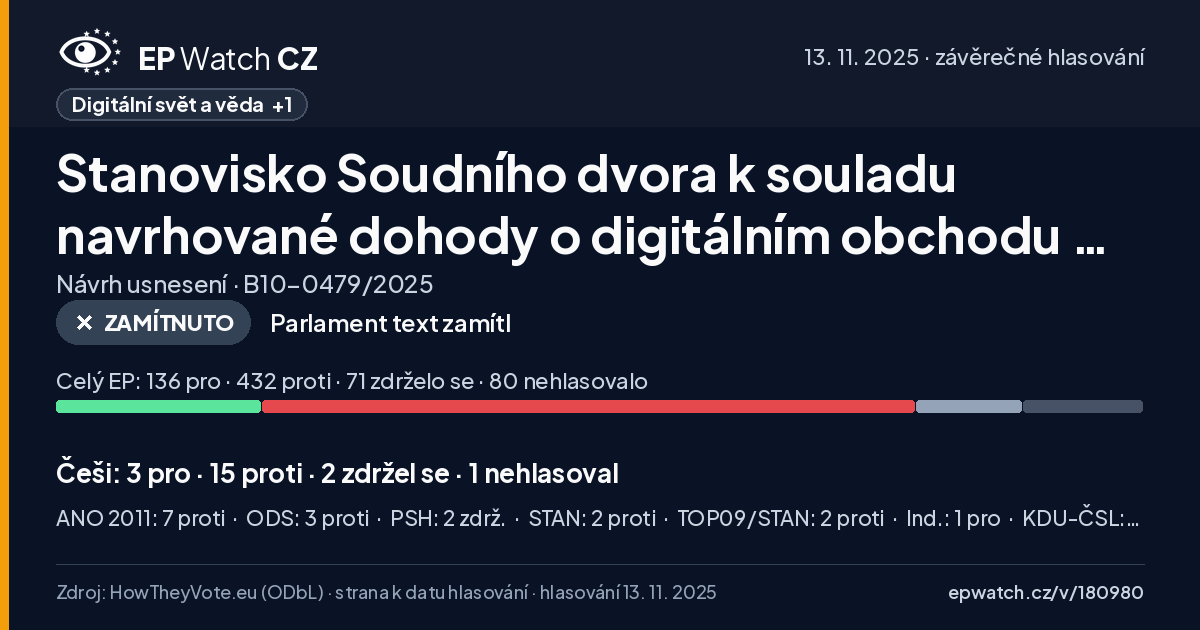 EP Watch CZ
13. 11. 2025 · závěrečné hlasování
Digitální svět a věda +1
Stanovisko Soudního dvora k souladu
navrhované dohody o digitálním obchodu …
Návrh usnesení · B10-0479/2025
✕ ZAMÍTNUTO
Parlament text zamítl
Celý EP: 136 pro · 432 proti · 71 zdrželo se · 80 nehlasovalo
Češi: 3 pro · 15 proti · 2 zdržel se · 1 nehlasoval
ANO 2011: 7 proti · ODS: 3 proti · PSH: 2 zdrž. · STAN: 2 proti · TOP09/STAN: 2 proti · Ind.: 1 pro · KDU-ČSL:…
Zdroj: HowTheyVote.eu (ODbL) · strana k datu hlasování · hlasování 13. 11. 2025
epwatch.cz/v/180980